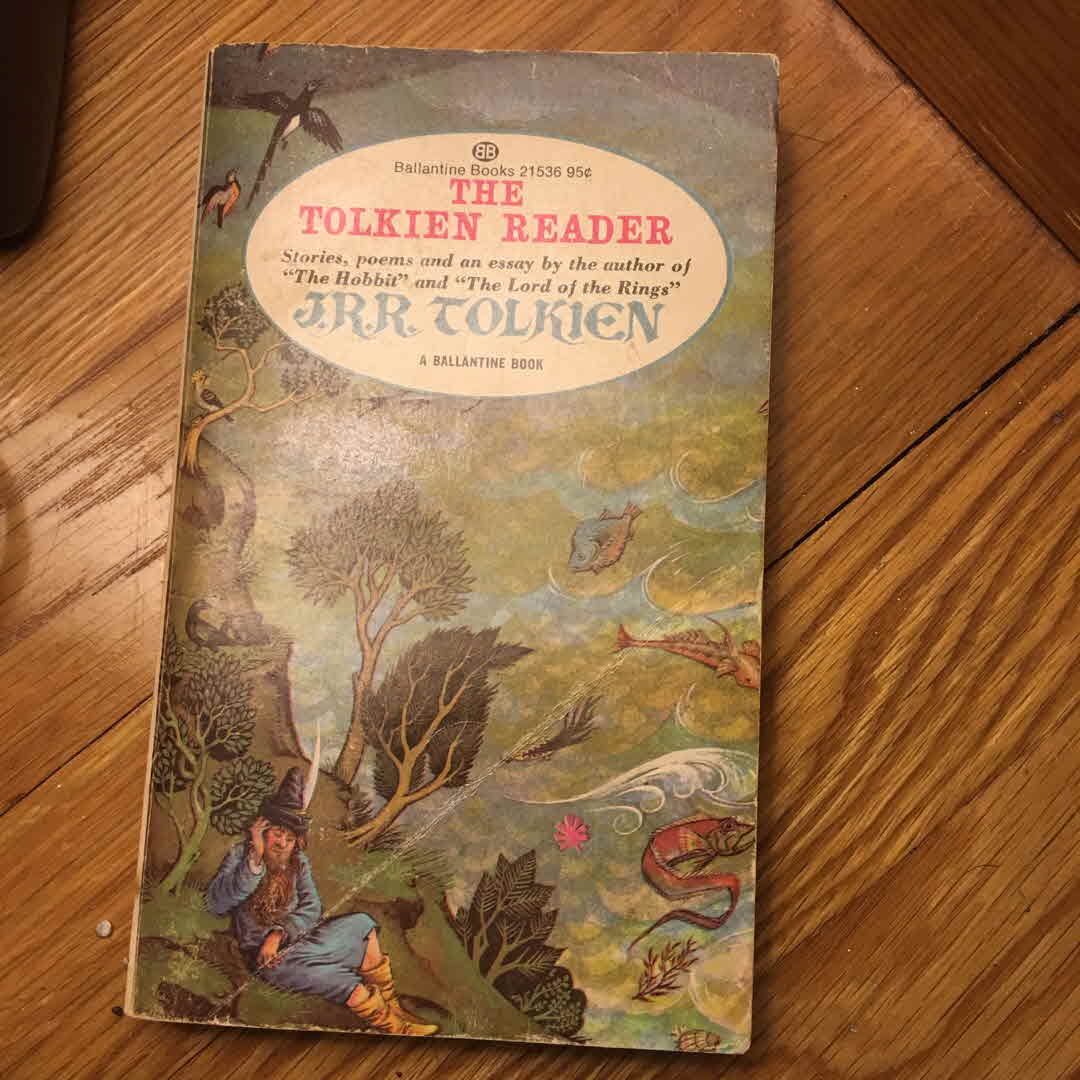 BB
Ballantine Books 21536 95¢
THE
TOLKIEN READER
Stories, poems and an essay by the author of
“The Hobbit” and “The Lord of the Rings”
J.R.R. TOLKIEN
A BALLANTINE BOOK